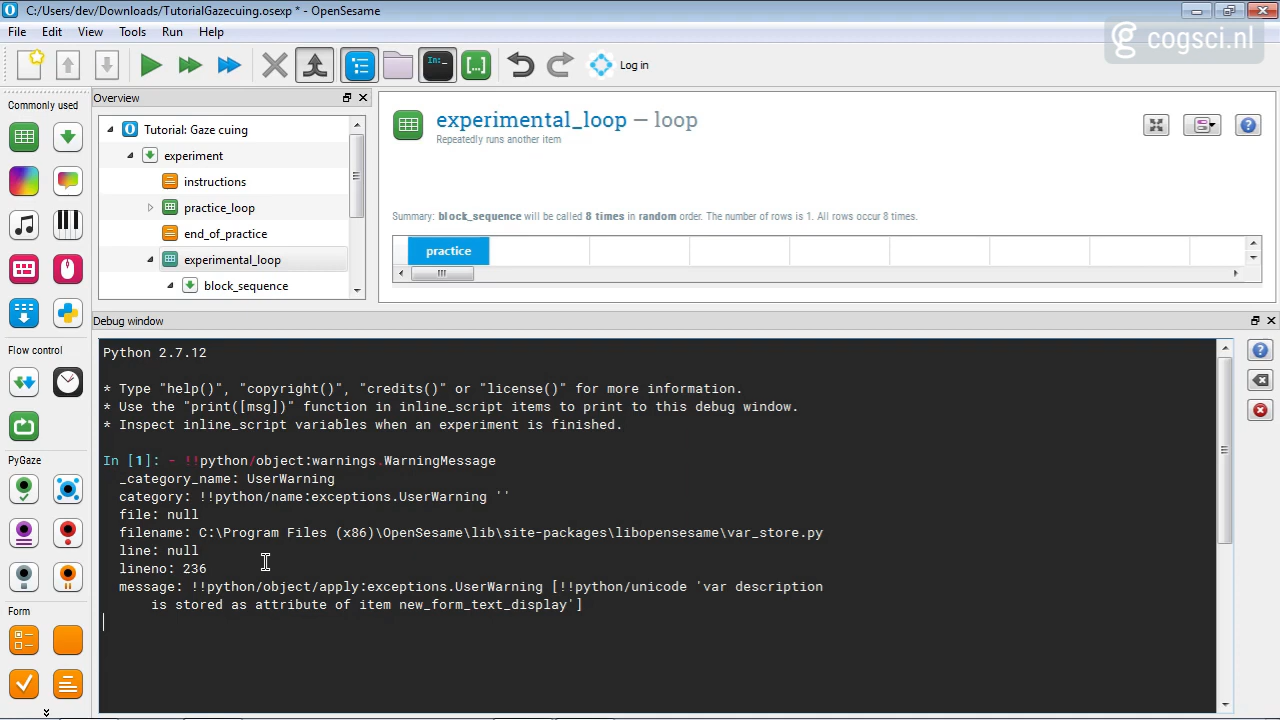 C:/Users/dev/Downloads/TutorialGazecuing.osexp * - OpenSesame
File Edit View Tools Run Help
cogsci.nl
In:_
[...]
Log in
Commonly used
Overview
Tutorial: Gaze cuing
experiment
instructions
practice_loop
end_of_practice
experimental_loop
block_sequence
experimental_loop – loop
Repeatedly runs another item
Summary: block_sequence will be called 8 times in random order. The number of rows is 1. All rows occur 8 times.
practice
Flow control
PyGaze
Form
Debug window
Python 2.7.12
* Type "help()", "copyright()", "credits()" or "license()" for more information.
* Use the "print([msg])" function in inline_script items to print to this debug window.
* Inspect inline_script variables when an experiment is finished.
In [1]: - !!python/object:warnings.WarningMessage
_category_name: UserWarning
category: !!python/name:exceptions.UserWarning ''
file: null
filename: C:\Program Files (x86)\OpenSesame\lib\site-packages\libopensesame\var_store.py
line: null
lineno: 236
message: !!python/object/apply:exceptions.UserWarning [!!python/unicode 'var description
is stored as attribute of item new_form_text_display']